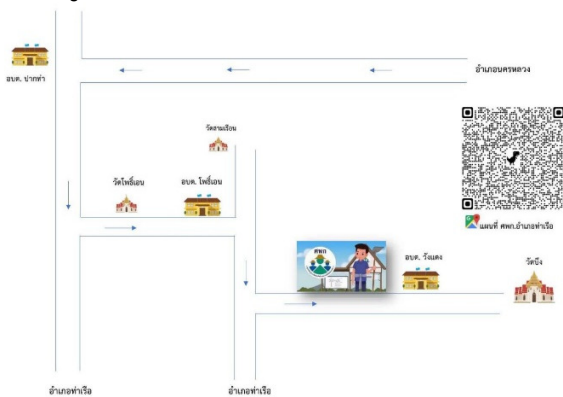 อบต. ปากท่า
อำเภอนครหลวง
วัดสามเรือน
วัดโพธิ์เอน
อบต. โพธิ์เอน
แผนที่ ศพก.อำเภอท่าเรือ
ศพก
อบต. วังแดง
วัดบึง
อำเภอท่าเรือ
อำเภอท่าเรือ